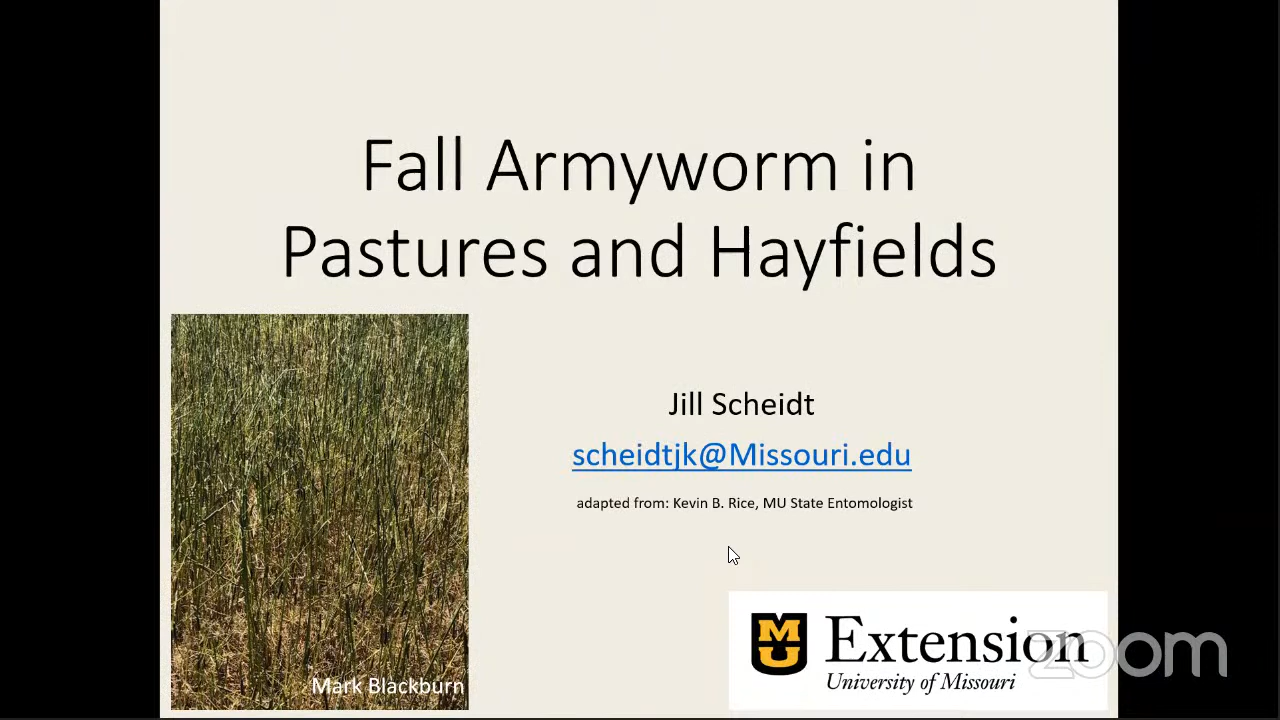 Fall Armyworm in
Pastures and Hayfields
Jill Scheidt
scheidtjk@Missouri.edu
adapted from: Kevin B. Rice, MU State Entomologist
Mark Blackburn
MU
Extension
University of Missouri
zoom